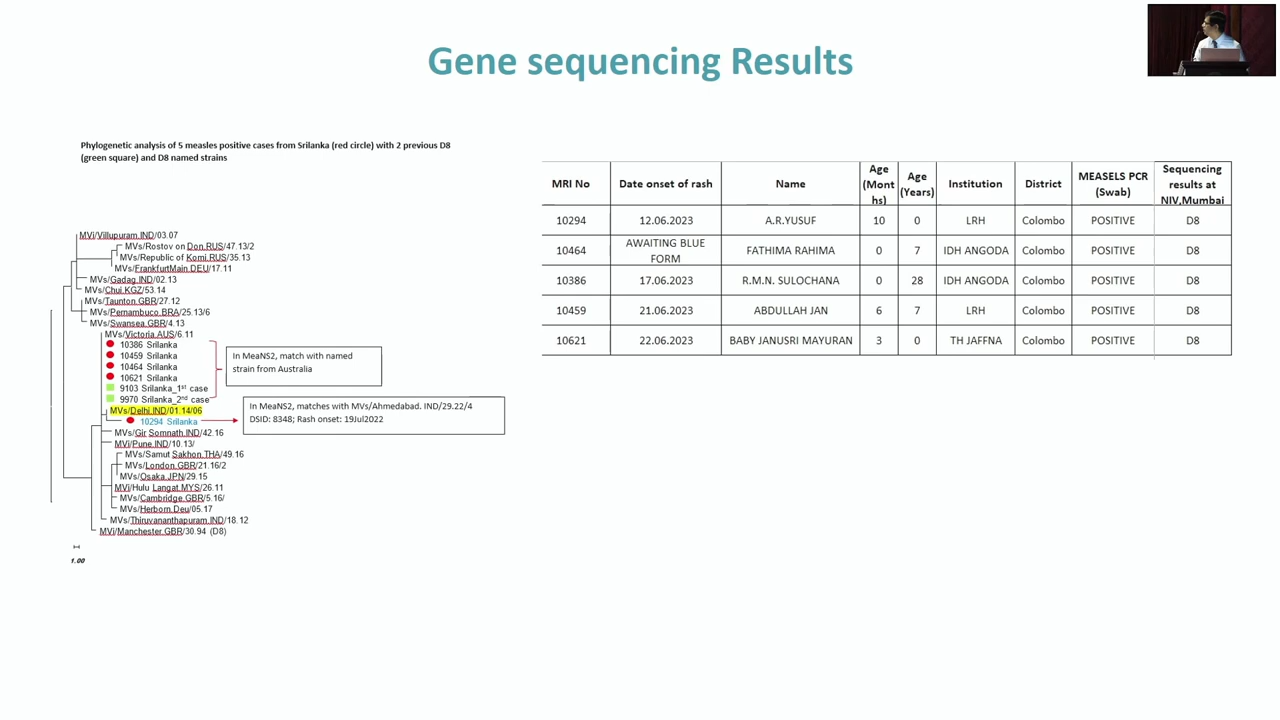 Gene sequencing Results
Phylogenetic analysis of 5 measles positive cases from Srilanka (red circle) with 2 previous D8
(green square) and D8 named strains
MVi/Villupuram.IND/03.07
MVs/Rostov on Don.RUS/47.13/2
MVs/Republic of Komi.RUS/35.13
MVs/FrankfurtMain.DEU/17.11
MVs/Gadag.IND/02.13
MVs/Chui.KGZ/53.14
MVs/Taunton.GBR/27.12
MVs/Pernambuco.BRA/25.13/6
MVs/Swansea.GBR/4.13
MVs/Victoria.AUS/6.11
10386 Srilanka
10459 Srilanka
10464 Srilanka
10621 Srilanka
9103 Srilanka_1st case
9970 Srilanka_2nd case
MVs/Delhi.IND/01.14/06
10294 Srilanka
MVs/Gir Somnath.IND/42.16
MVi/Pune.IND/10.13/
MVs/Samut Sakhon.THA/49.16
MVs/London.GBR/21.16/2
MVs/Osaka.JPN/29.15
MVi/Hulu Langat.MYS/26.11
MVs/Cambridge.GBR/5.16/
MVs/Herborn.Deu/05.17
MVs/Thiruvananthapuram.IND/18.12
MVi/Manchester.GBR/30.94 (D8)
1.00
In MeaNS2, match with named
strain from Australia
In MeaNS2, matches with MVs/Ahmedabad. IND/29.22/4
DSID: 8348; Rash onset: 19Jul2022
MRI No Date onset of rash Name Age (Mont hs) Age (Years) Institution District MEASELS PCR (Swab) Sequencing results at NIV,Mumbai
10294 12.06.2023 A.R.YUSUF 10 0 LRH Colombo POSITIVE D8
10464 AWAITING BLUE FORM FATHIMA RAHIMA 0 7 IDH ANGODA Colombo POSITIVE D8
10386 17.06.2023 R.M.N. SULOCHANA 0 28 IDH ANGODA Colombo POSITIVE D8
10459 21.06.2023 ABDULLAH JAN 6 7 LRH Colombo POSITIVE D8
10621 22.06.2023 BABY JANUSRI MAYURAN 3 0 TH JAFFNA Colombo POSITIVE D8